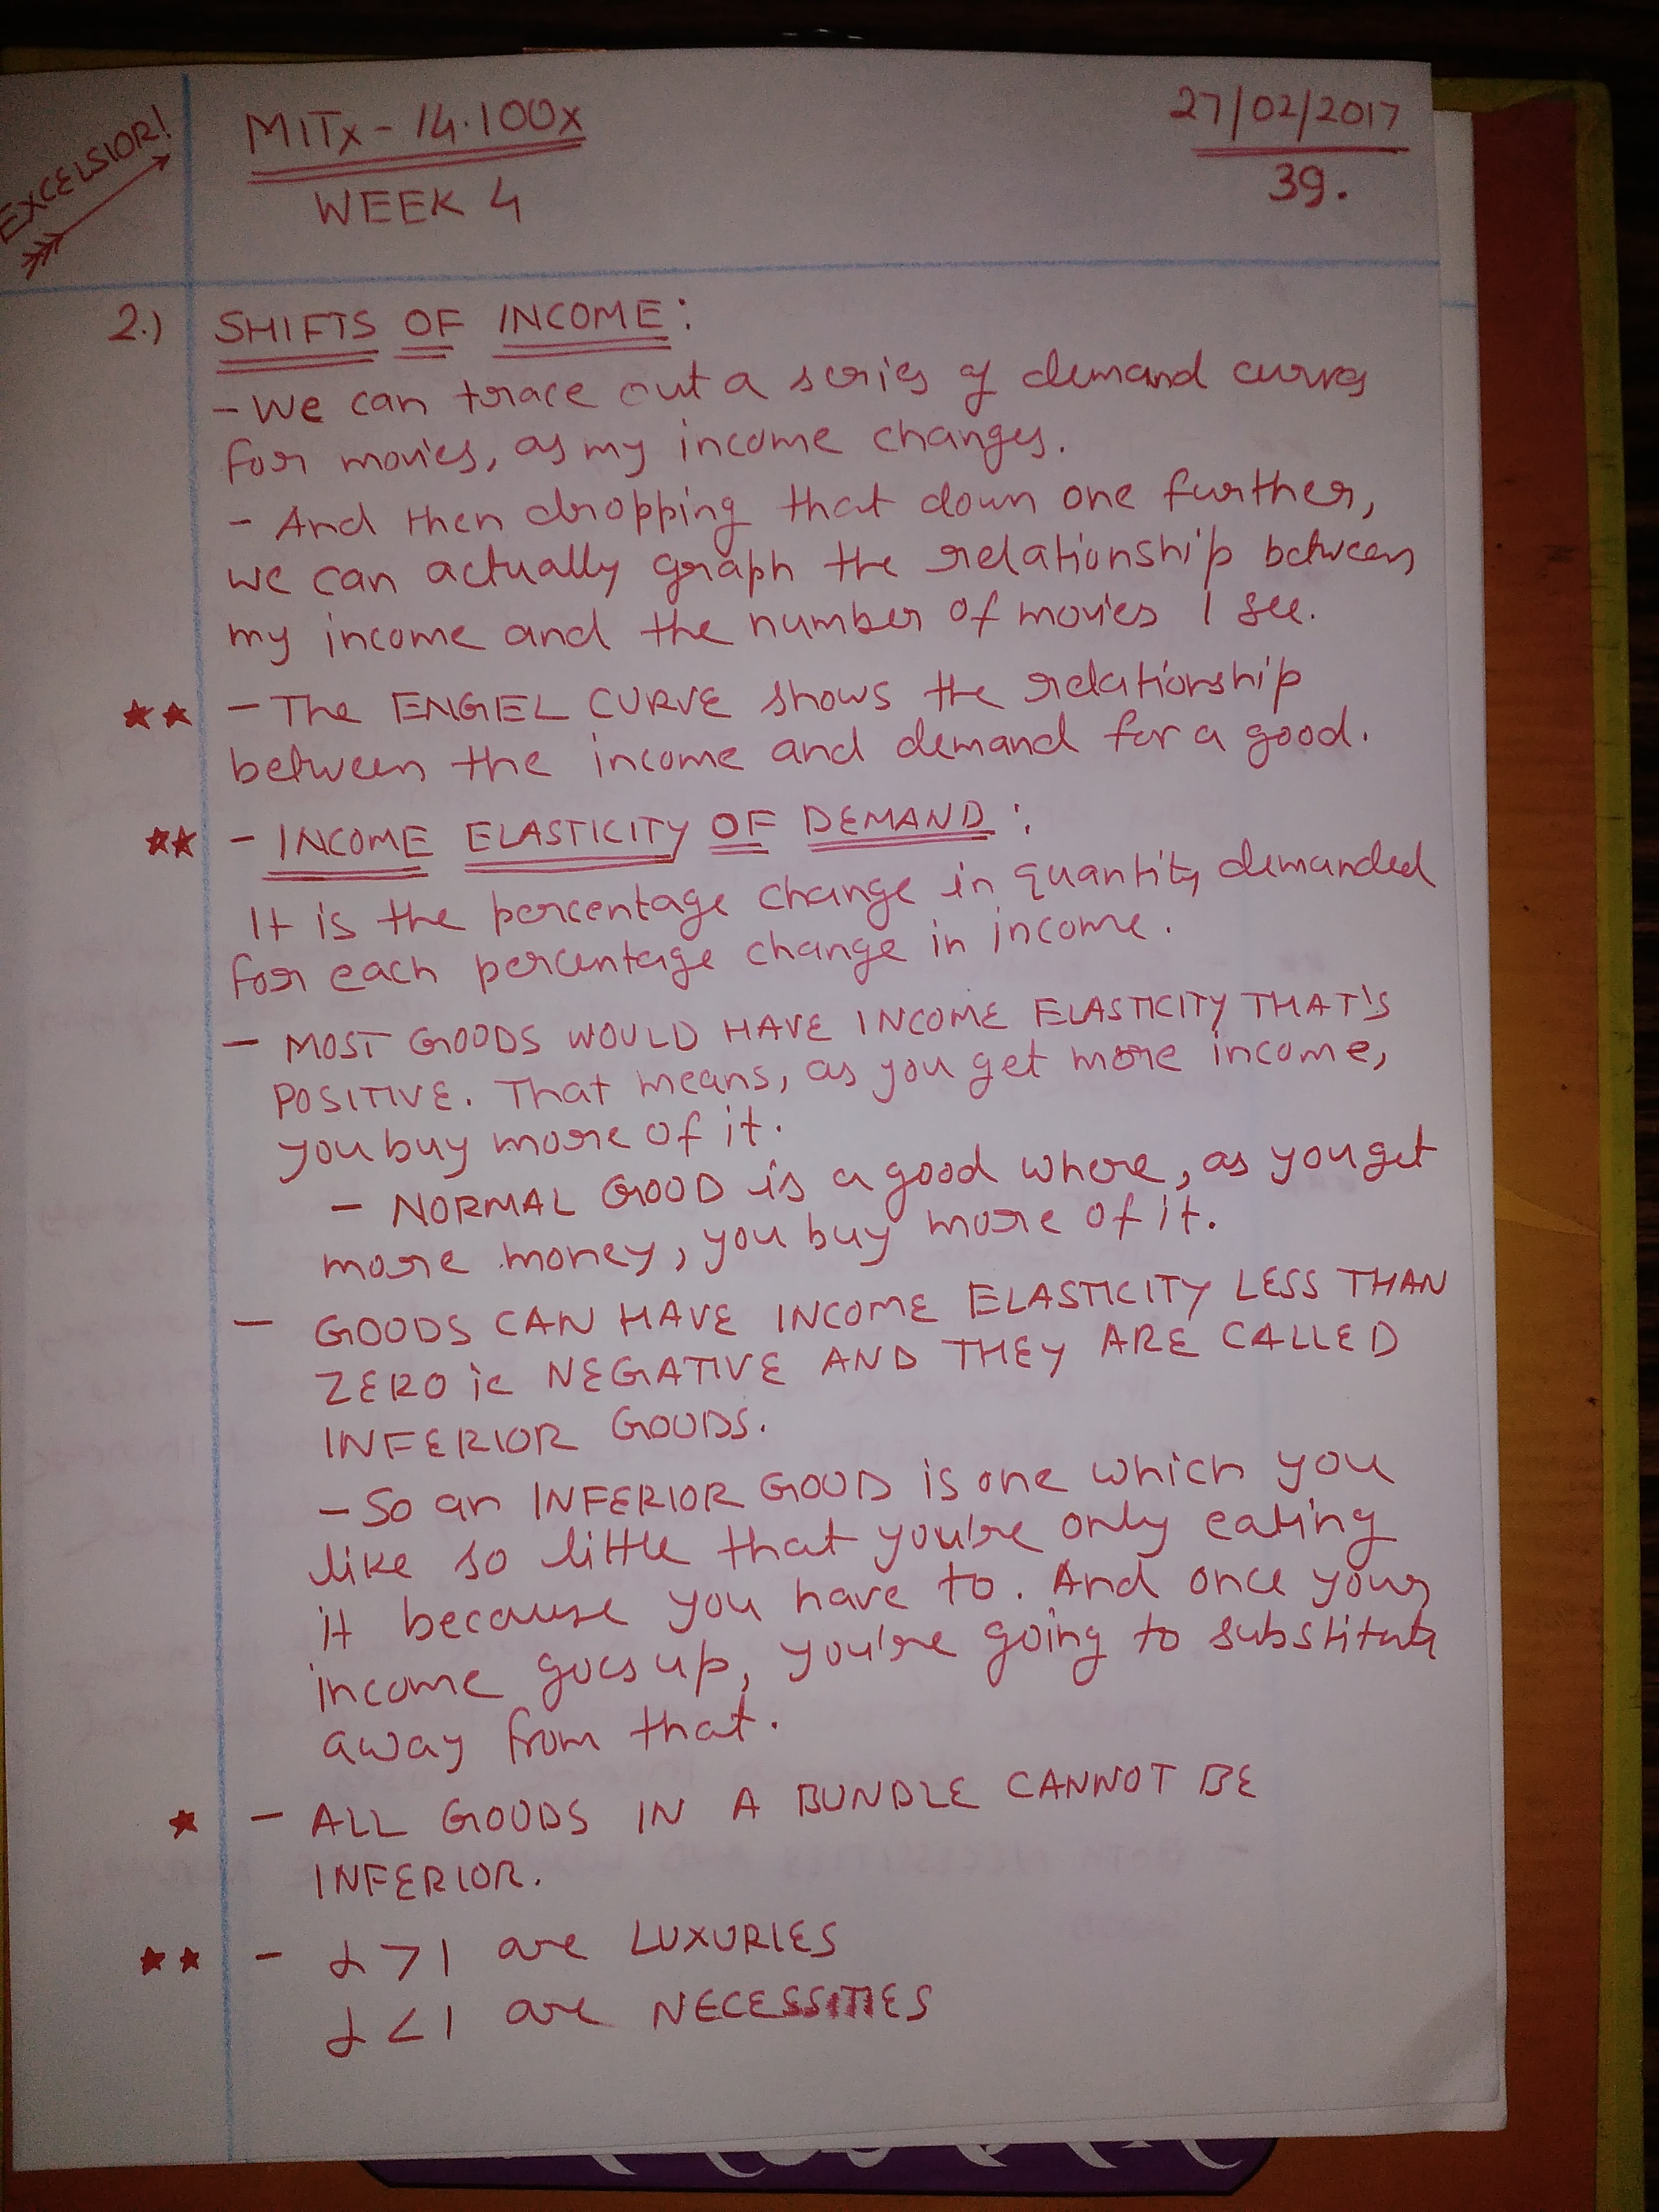 EXCELSIOR!
MITx - 14.100x
WEEK 4
27/02/2017
39.
2.) SHIFTS OF INCOME:
- We can trace out a series of demand curves
for movies, as my income changes.
- And then dropping that down one further,
we can actually graph the relationship between
my income and the number of movies I see.
★★ - The ENGEL CURVE shows the relationship
between the income and demand for a good.
★★ - INCOME ELASTICITY OF DEMAND:
It is the percentage change in quantity demanded
for each percentage change in income.
- MOST GOODS WOULD HAVE INCOME ELASTICITY THAT'S
POSITIVE. That means, as you get more income,
you buy more of it.
- NORMAL GOOD is a good where, as you get
more money, you buy more of it.
- GOODS CAN HAVE INCOME ELASTICITY LESS THAN
ZERO ie NEGATIVE AND THEY ARE CALLED
INFERIOR GOODS.
- So an INFERIOR GOOD is one which you
like so little that you're only eating
it because you have to. And once your
income goes up, you're going to substitute
away from that.
★ - ALL GOODS IN A BUNDLE CANNOT BE
INFERIOR.
★★ - α > 1 are LUXURIES
α < 1 are NECESSITIES